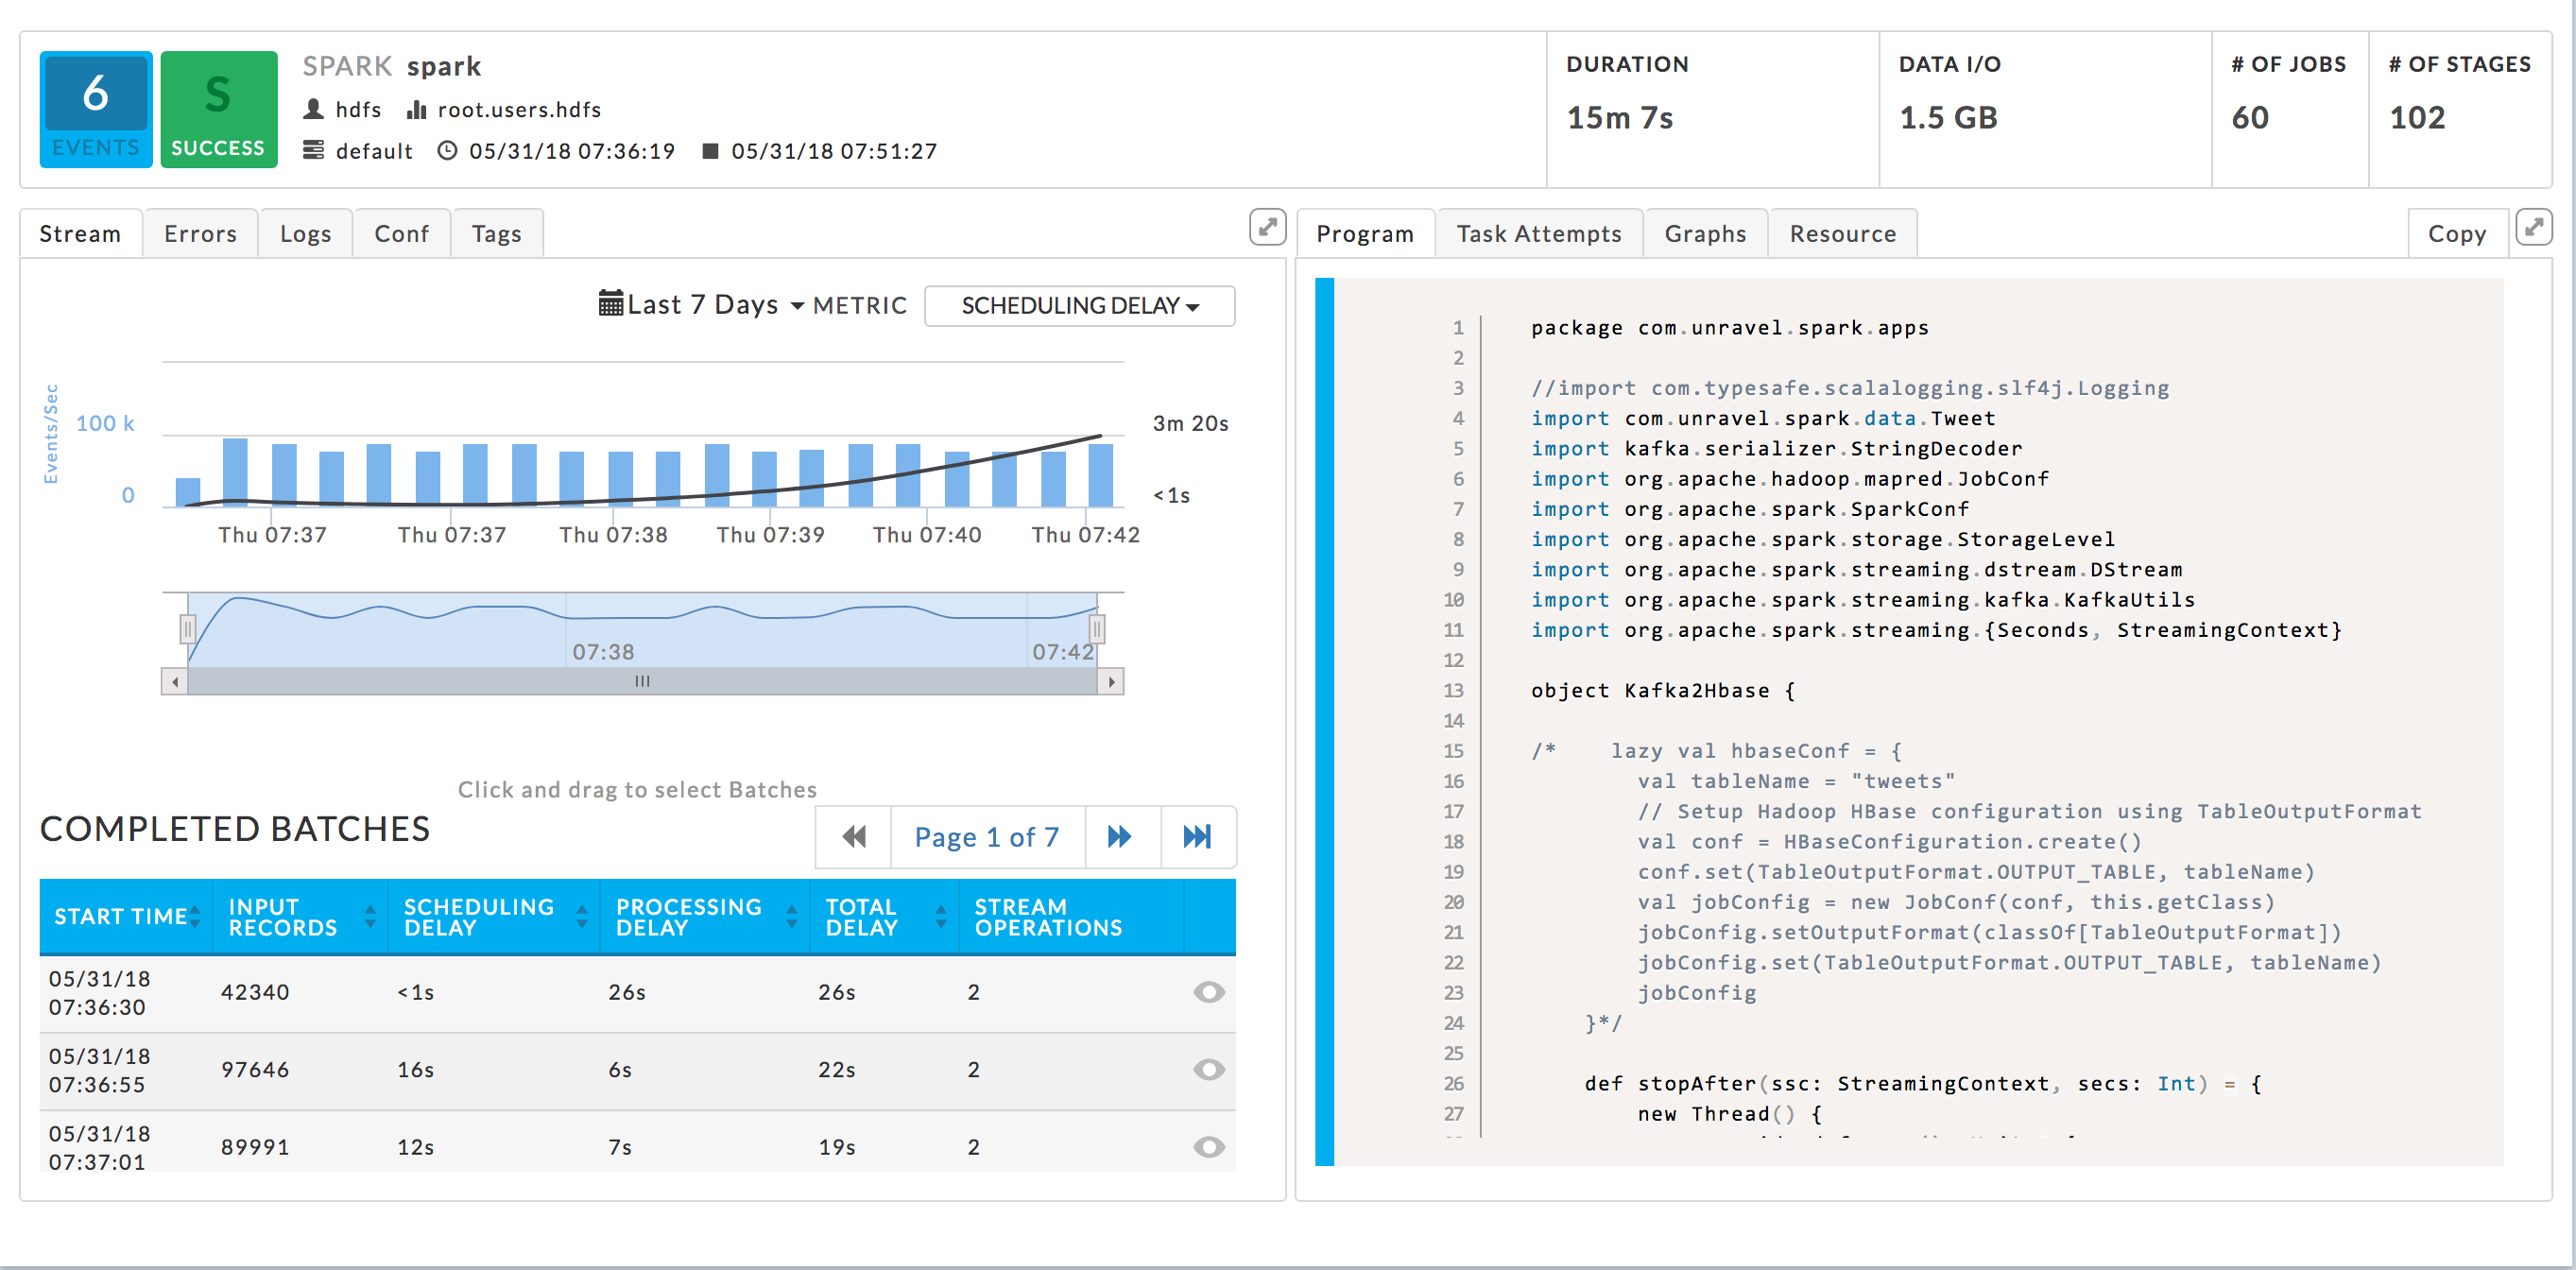 6
EVENTS
S
SUCCESS
SPARK spark
hdfs root.users.hdfs
default 05/31/18 07:36:19 05/31/18 07:51:27
DURATION
15m 7s
DATA I/O
1.5 GB
# OF JOBS
60
# OF STAGES
102
Stream Errors Logs Conf Tags
Last 7 Days METRIC SCHEDULING DELAY
Events/Sec
100 k
0
3m 20s
<1s
Thu 07:37 Thu 07:37 Thu 07:38 Thu 07:39 Thu 07:40 Thu 07:42
07:38 07:42
Click and drag to select Batches
COMPLETED BATCHES
Page 1 of 7
START TIME INPUT RECORDS SCHEDULING DELAY PROCESSING DELAY TOTAL DELAY STREAM OPERATIONS
05/31/18 07:36:30 42340 <1s 26s 26s 2
05/31/18 07:36:55 97646 16s 6s 22s 2
05/31/18 07:37:01 89991 12s 7s 19s 2
Program Task Attempts Graphs Resource Copy
1 package com.unravel.spark.apps
2
3 //import com.typesafe.scalalogging.slf4j.Logging
4 import com.unravel.spark.data.Tweet
5 import kafka.serializer.StringDecoder
6 import org.apache.hadoop.mapred.JobConf
7 import org.apache.spark.SparkConf
8 import org.apache.spark.storage.StorageLevel
9 import org.apache.spark.streaming.dstream.DStream
10 import org.apache.spark.streaming.kafka.KafkaUtils
11 import org.apache.spark.streaming.{Seconds, StreamingContext}
12
13 object Kafka2Hbase {
14
15 /* lazy val hbaseConf = {
16 val tableName = "tweets"
17 // Setup Hadoop HBase configuration using TableOutputFormat
18 val conf = HBaseConfiguration.create()
19 conf.set(TableOutputFormat.OUTPUT_TABLE, tableName)
20 val jobConfig = new JobConf(conf, this.getClass)
21 jobConfig.setOutputFormat(classOf[TableOutputFormat])
22 jobConfig.set(TableOutputFormat.OUTPUT_TABLE, tableName)
23 jobConfig
24 }*/
25
26 def stopAfter(ssc: StreamingContext, secs: Int) = {
27 new Thread() {